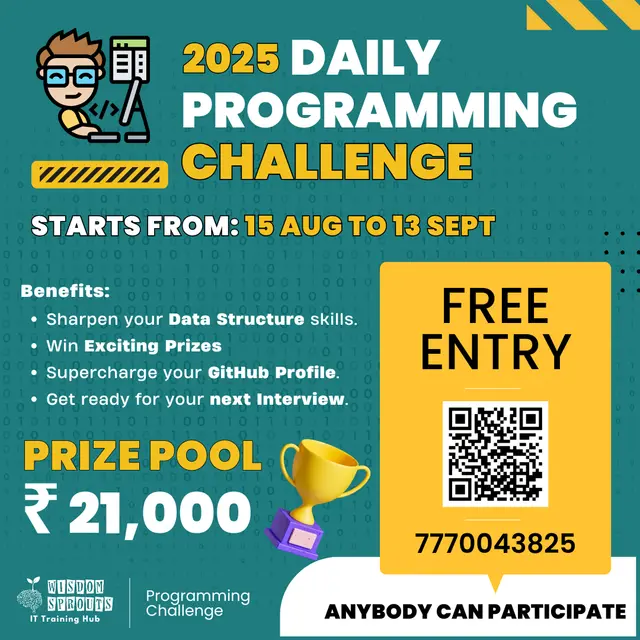 2025 DAILY
PROGRAMMING
CHALLENGE
STARTS FROM: 15 AUG TO 13 SEPT
Benefits:
• Sharpen your Data Structure skills.
• Win Exciting Prizes
• Supercharge your GitHub Profile.
• Get ready for your next Interview.
FREE
ENTRY
7770043825
PRIZE POOL
₹ 21,000
WISDOM
SPROUTS
IT Training Hub
Programming
Challenge
ANYBODY CAN PARTICIPATE